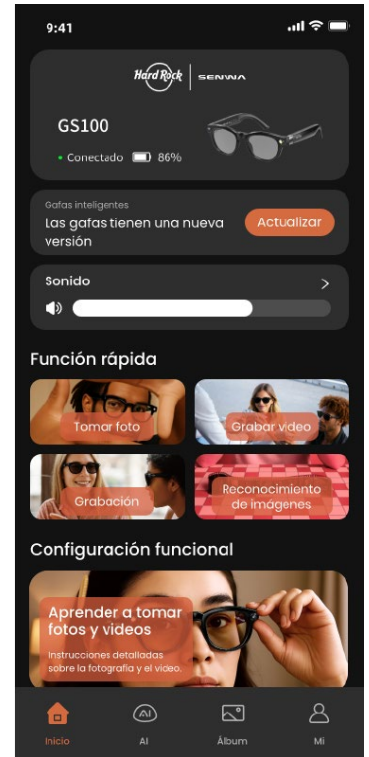 9:41
Hard Rock | SENWA
GS100
• Conectado 86%
Gafas inteligentes
Las gafas tienen una nueva
versión
Actualizar
Sonido
Función rápida
Tomar foto
Grabar video
Grabación
Reconocimiento
de imágenes
Configuración funcional
Aprender a tomar
fotos y videos
Instrucciones detalladas
sobre la fotografía y el video.
AI
Inicio
AI
Álbum
Mi